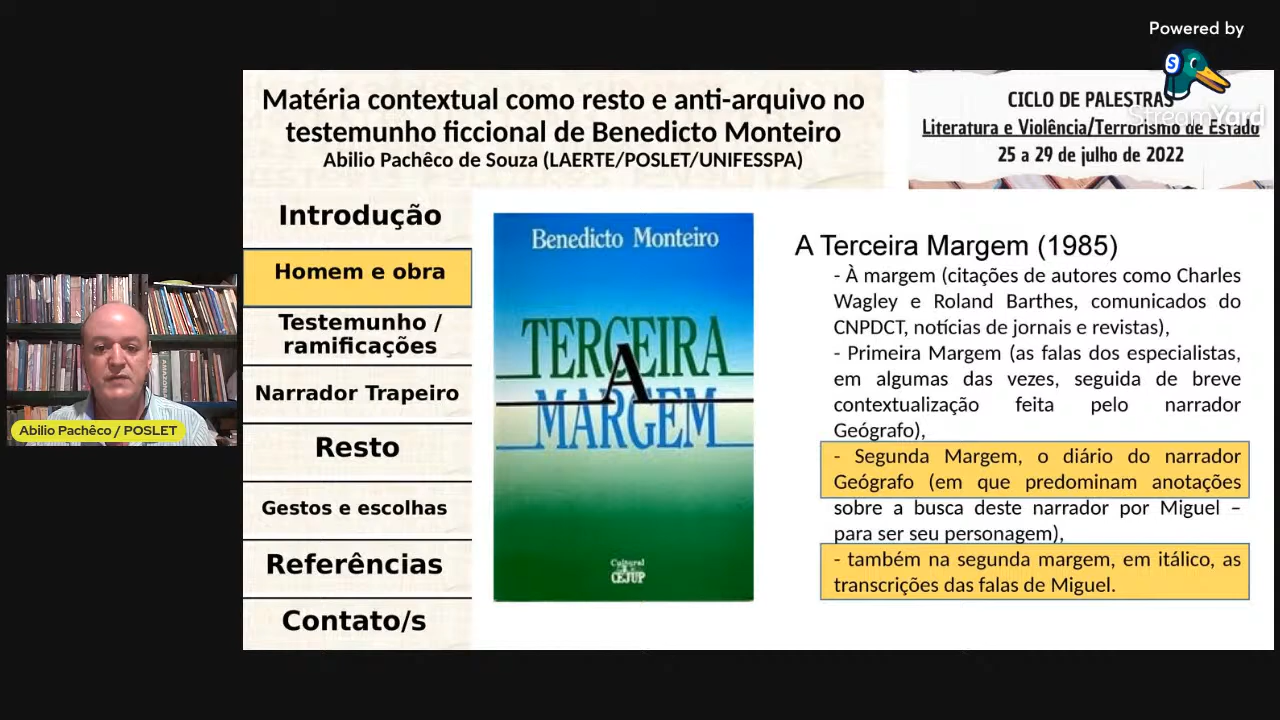 Powered by
StreamYard
Matéria contextual como resto e anti-arquivo no
testemunho ficcional de Benedicto Monteiro
Abilio Pachêco de Souza (LAERTE/POSLET/UNIFESSPA)
CICLO DE PALESTRAS
Literatura e Violência/Terrorismo de Estado
25 a 29 de julho de 2022
Introdução
Homem e obra
Testemunho /
ramificações
Narrador Trapeiro
Resto
Gestos e escolhas
Referências
Contato/s
Benedicto Monteiro
A
TERCEIRA
MARGEM
Cultural
CEJUP
A Terceira Margem (1985)
- À margem (citações de autores como Charles
Wagley e Roland Barthes, comunicados do
CNPDCT, notícias de jornais e revistas),
- Primeira Margem (as falas dos especialistas,
em algumas das vezes, seguida de breve
contextualização feita pelo narrador
Geógrafo),
- Segunda Margem, o diário do narrador
Geógrafo (em que predominam anotações
sobre a busca deste narrador por Miguel –
para ser seu personagem),
- também na segunda margem, em itálico, as
transcrições das falas de Miguel.
Abilio Pachêco / POSLET